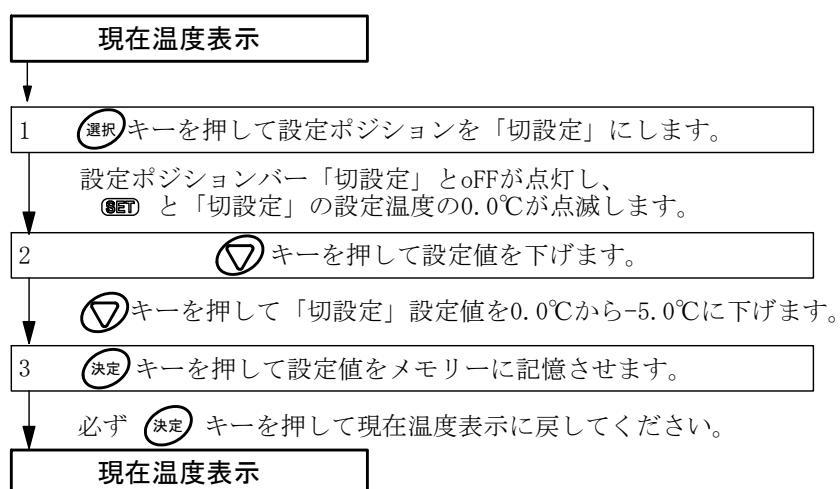 現在温度表示
1 選択キーを押して設定ポジションを「切設定」にします。
設定ポジションバー「切設定」とoFFが点灯し、
SET と「切設定」の設定温度の0.0℃が点滅します。
2 ▽キーを押して設定値を下げます。
▽キーを押して「切設定」設定値を0.0℃から-5.0℃に下げます。
3 決定キーを押して設定値をメモリーに記憶させます。
必ず 決定 キーを押して現在温度表示に戻してください。
現在温度表示